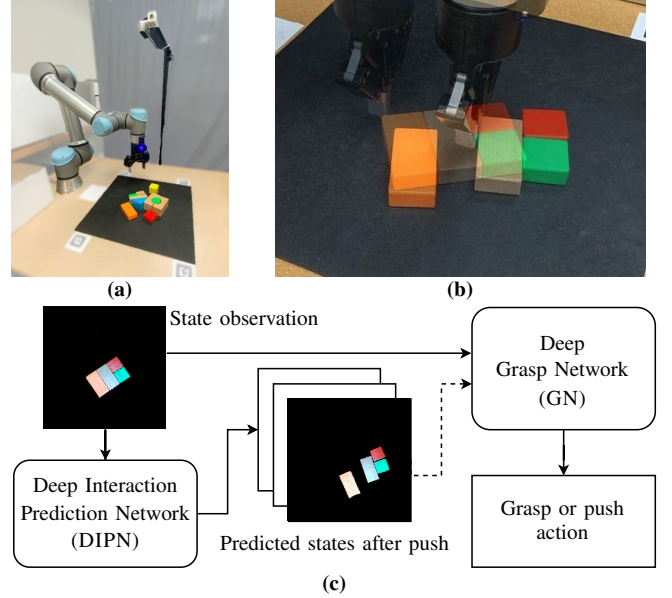 (a)
(b)
State observation
Deep
Grasp Network
(GN)
Deep Interaction
Prediction Network
(DIPN)
Predicted states after push
Grasp or push
action
(c)